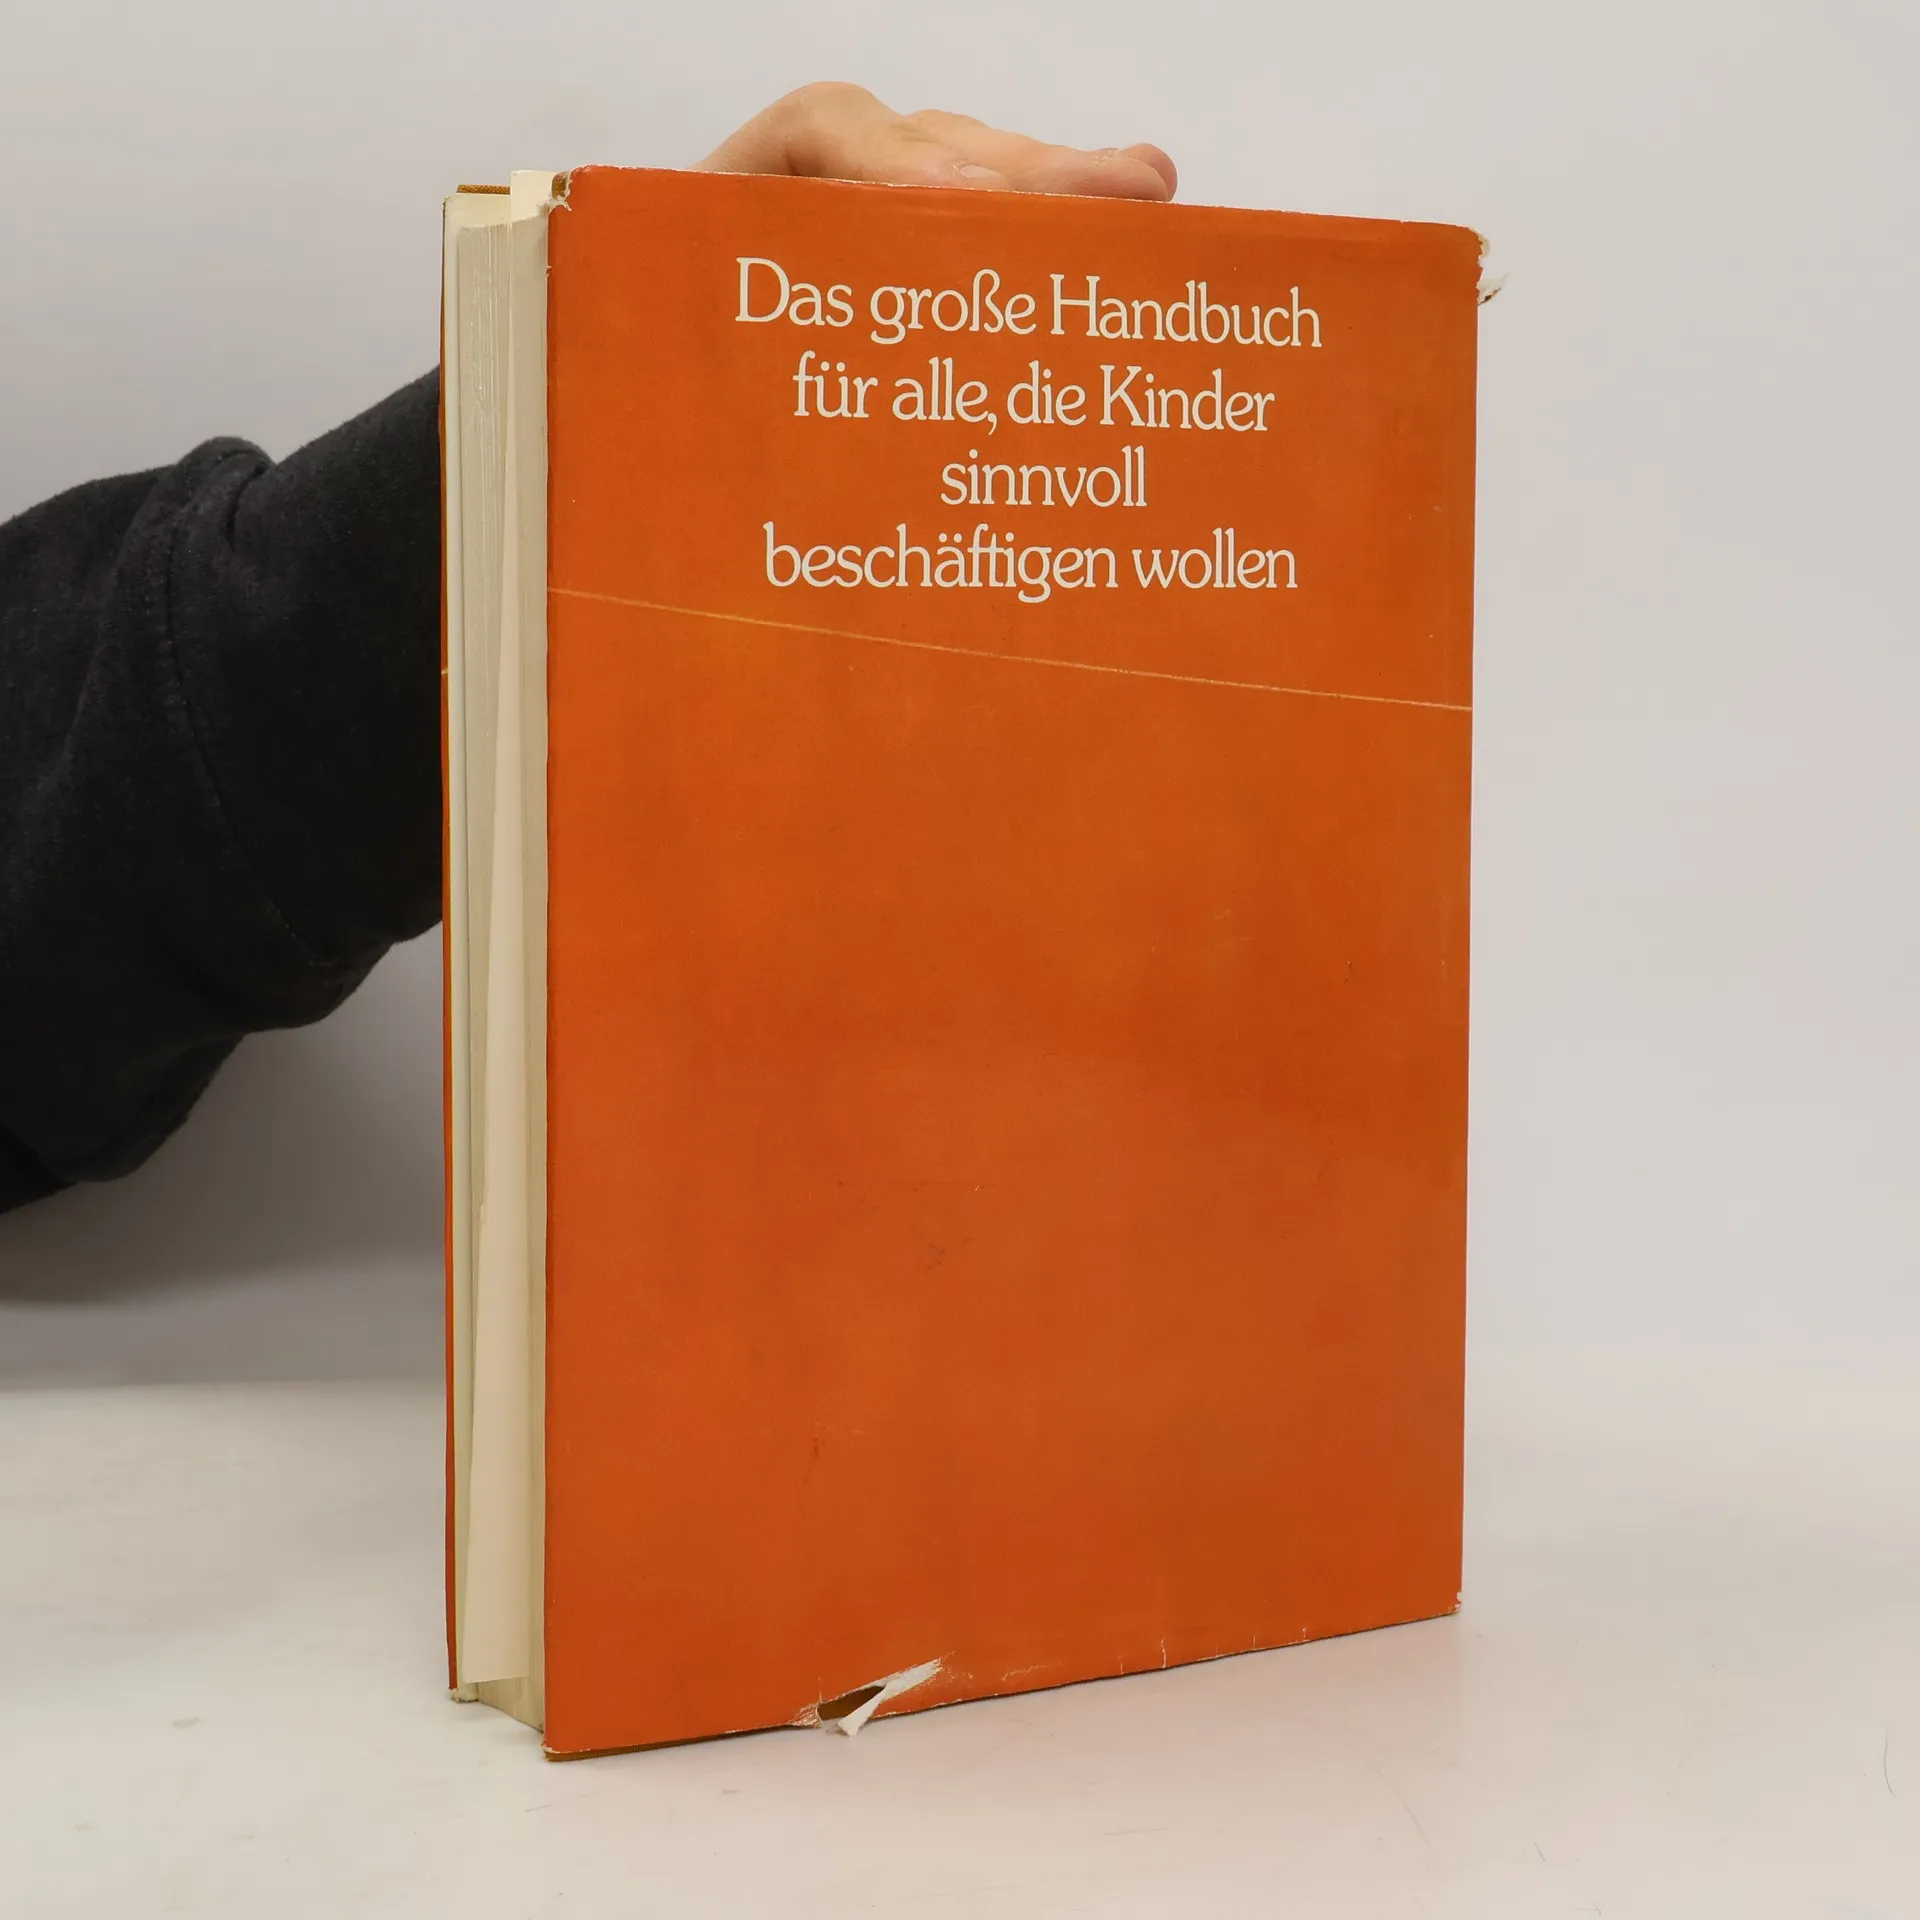 Das große Handbuch
für alle, die Kinder
sinnvoll
beschäftigen wollen